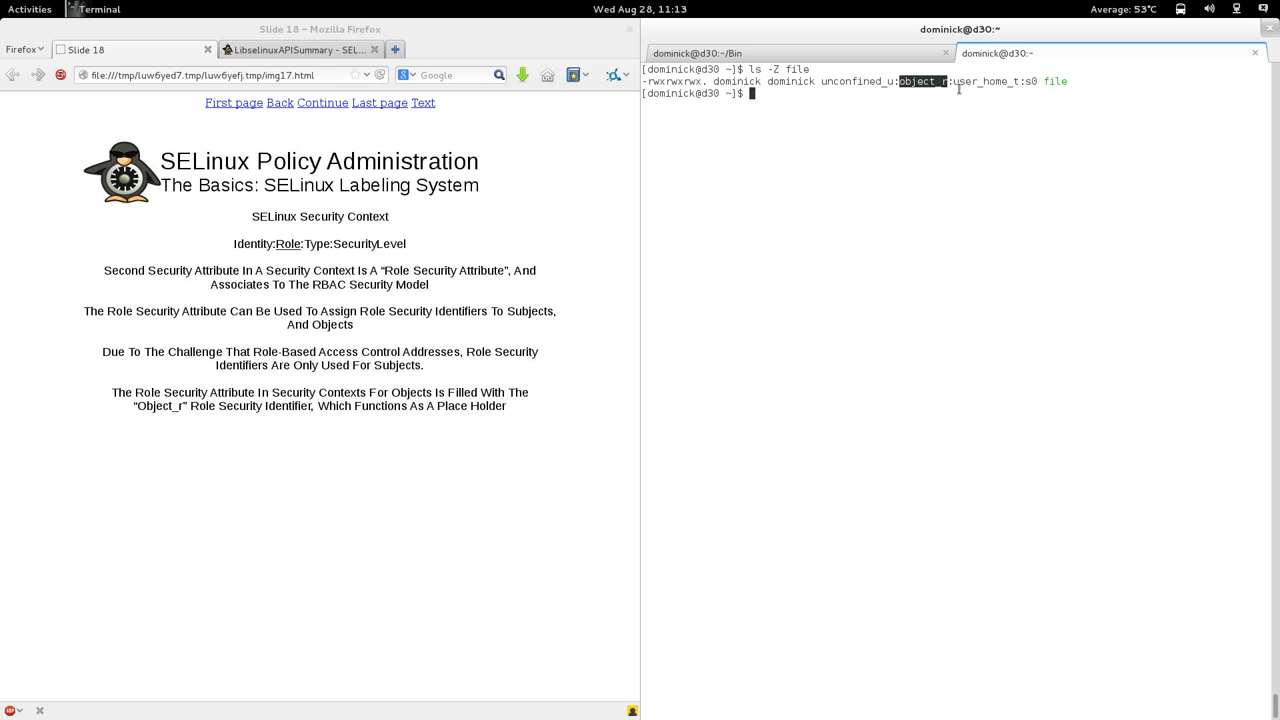 Activities
Terminal
Wed Aug 28, 11:13
Average: 53°C
Slide 18 - Mozilla Firefox
Firefox
Slide 18
LibselinuxAPISummary - SEL...
file:///tmp/luw6yed7.tmp/luw6yefj.tmp/img17.html
Google
First page Back Continue Last page Text
SELinux Policy Administration
The Basics: SELinux Labeling System
SELinux Security Context
Identity:Role:Type:SecurityLevel
Second Security Attribute In A Security Context Is A “Role Security Attribute”, And
Associates To The RBAC Security Model
The Role Security Attribute Can Be Used To Assign Role Security Identifiers To Subjects,
And Objects
Due To The Challenge That Role-Based Access Control Addresses, Role Security
Identifiers Are Only Used For Subjects.
The Role Security Attribute In Security Contexts For Objects Is Filled With The
“Object_r” Role Security Identifier, Which Functions As A Place Holder
dominick@d30:~
dominick@d30:~/Bin
dominick@d30:~
[dominick@d30 ~]$ ls -Z file
-rwxrwxrwx. dominick dominick unconfined_u:object_r:user_home_t:s0 file
[dominick@d30 ~]$